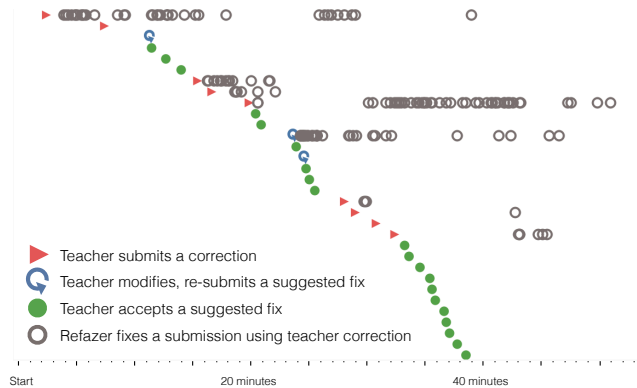 Teacher submits a correction
Teacher modifies, re-submits a suggested fix
Teacher accepts a suggested fix
Refazer fixes a submission using teacher correction
Start 20 minutes 40 minutes